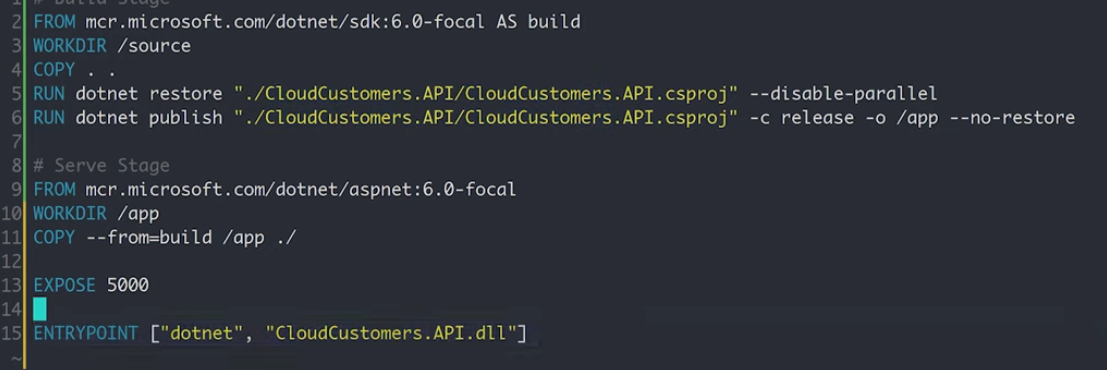 # Build Stage
2 FROM mcr.microsoft.com/dotnet/sdk:6.0-focal AS build
3 WORKDIR /source
4 COPY . .
5 RUN dotnet restore "./CloudCustomers.API/CloudCustomers.API.csproj" --disable-parallel
6 RUN dotnet publish "./CloudCustomers.API/CloudCustomers.API.csproj" -c release -o /app --no-restore
7
8 # Serve Stage
9 FROM mcr.microsoft.com/dotnet/aspnet:6.0-focal
10 WORKDIR /app
11 COPY --from=build /app ./
12
13 EXPOSE 5000
14
15 ENTRYPOINT ["dotnet", "CloudCustomers.API.dll"]
~